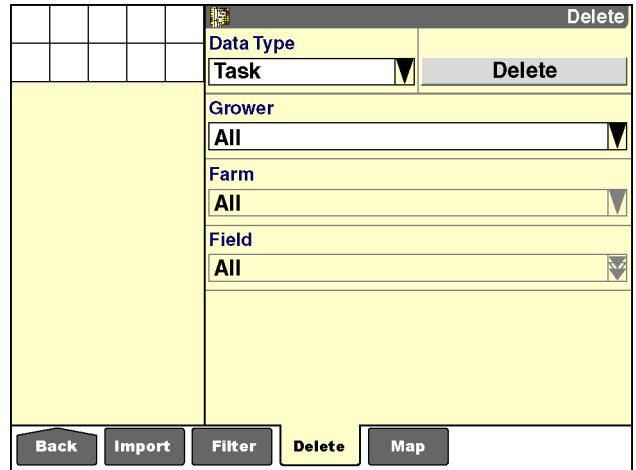 Delete
Data Type
Task
Delete
Grower
All
Farm
All
Field
All
Back Import Filter Delete Map